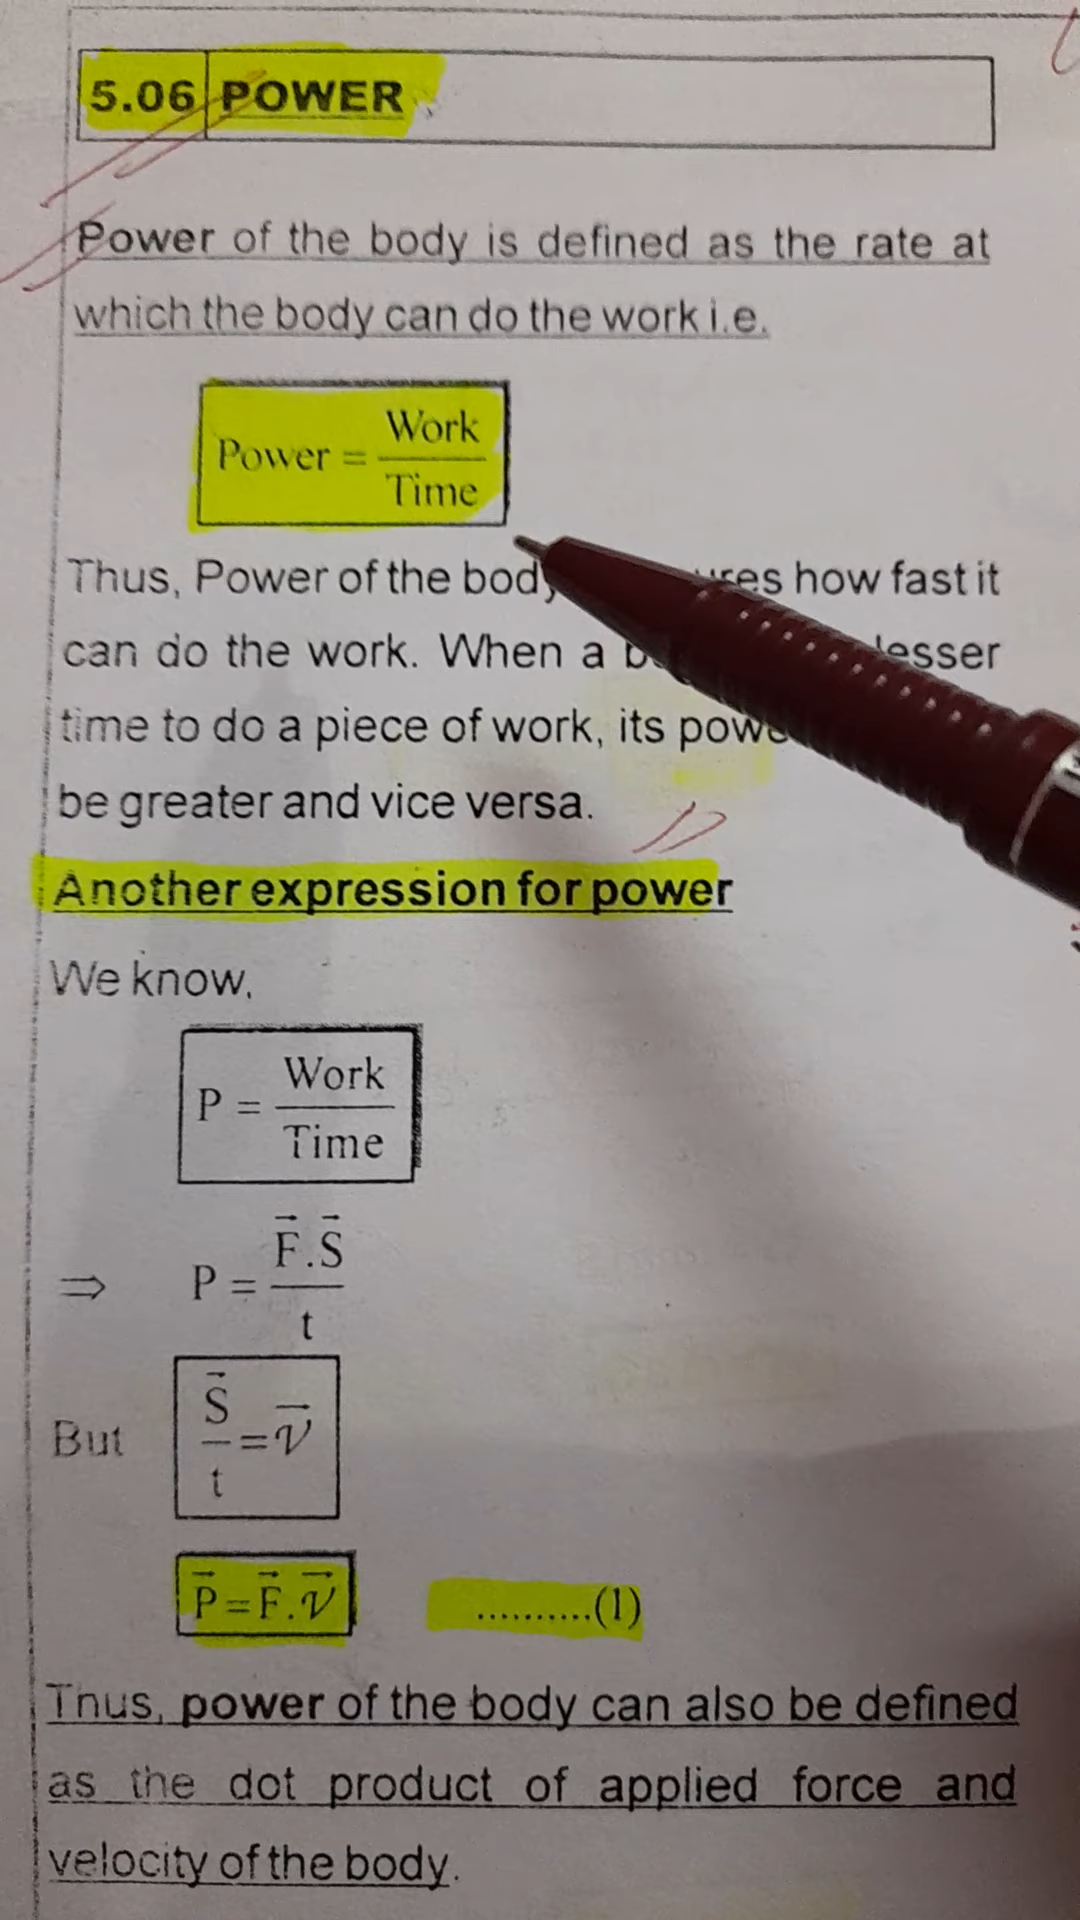 5.06 POWER
Power of the body is defined as the rate at
which the body can do the work i.e.
Power = Work / Time
Thus, Power of the body how fast it
can do the work. When a lesser
time to do a piece of work, its
be greater and vice versa.
Another expression for power
We know,
P = Work / Time
⇒ P = F⃗.S⃗ / t
But S⃗ / t = v⃗
P⃗ = F⃗.v⃗ ..........(1)
Thus, power of the body can also be defined
as the dot product of applied force and
velocity of the body.